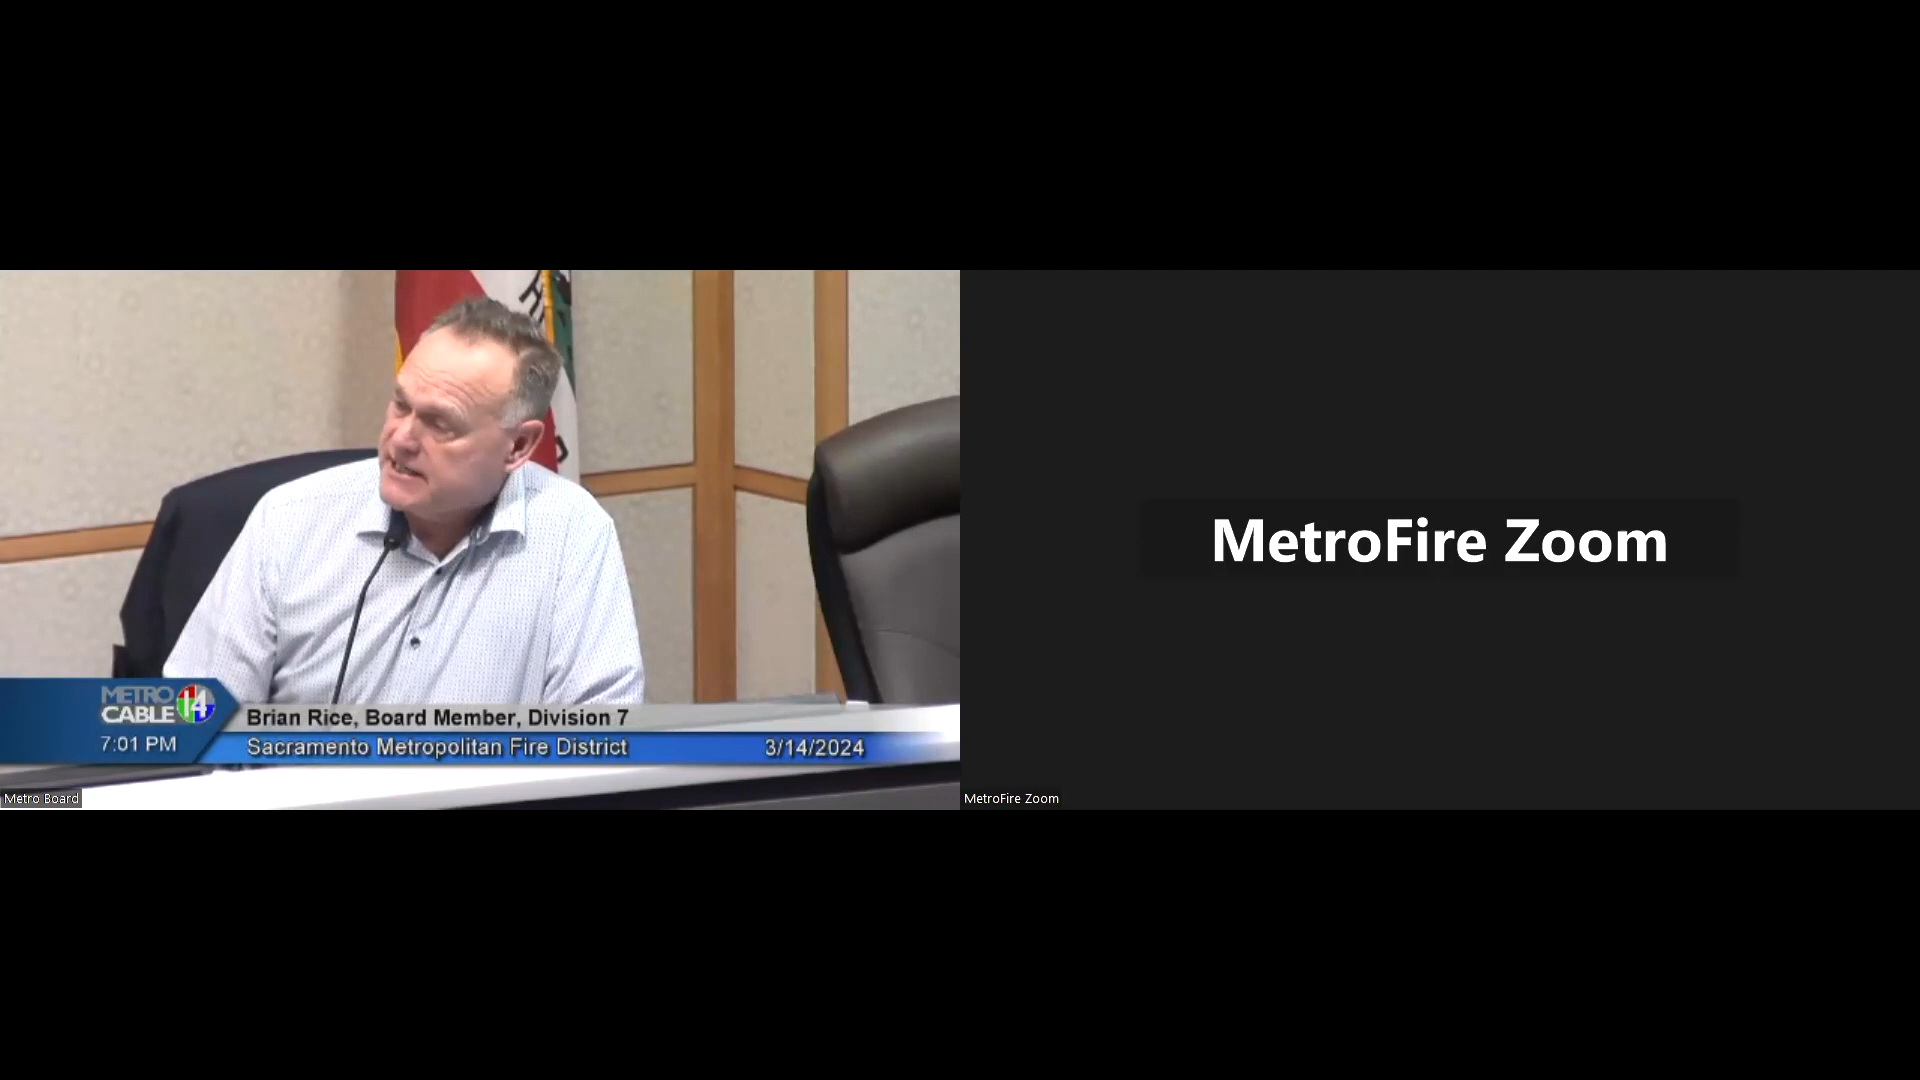 METRO
CABLE 14
7:01 PM
Brian Rice, Board Member, Division 7
Sacramento Metropolitan Fire District
3/14/2024
Metro Board
MetroFire Zoom
MetroFire Zoom